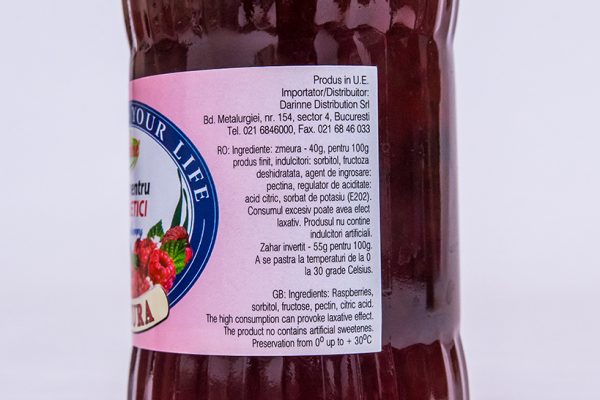 Produs in U.E.
Importator/Distribuitor:
Darinne Distribution Srl
Bd. Metalurgiei, nr. 154, sector 4, Bucuresti
Tel. 021 6846000, Fax. 021 68 46 033
RO: Ingrediente: zmeura - 40g, pentru 100g
produs finit, indulcitori: sorbitol, fructoza
deshidratata, agent de ingrosare:
pectina, regulator de aciditate:
acid citric, sorbat de potasiu (E202).
Consumul excesiv poate avea efect
laxativ. Produsul nu contine
indulcitori artificiali.
Zahar invertit - 55g pentru 100g.
A se pastra la temperaturi de la 0
la 30 grade Celsius.
GB: Ingredients: Raspberries,
sorbitol, fructose, pectin, citric acid.
The high consumption can provoke laxative effect.
The product no contains artificial sweetenes.
Preservation from 0⁰ up to + 30⁰C
YOUR LIFE